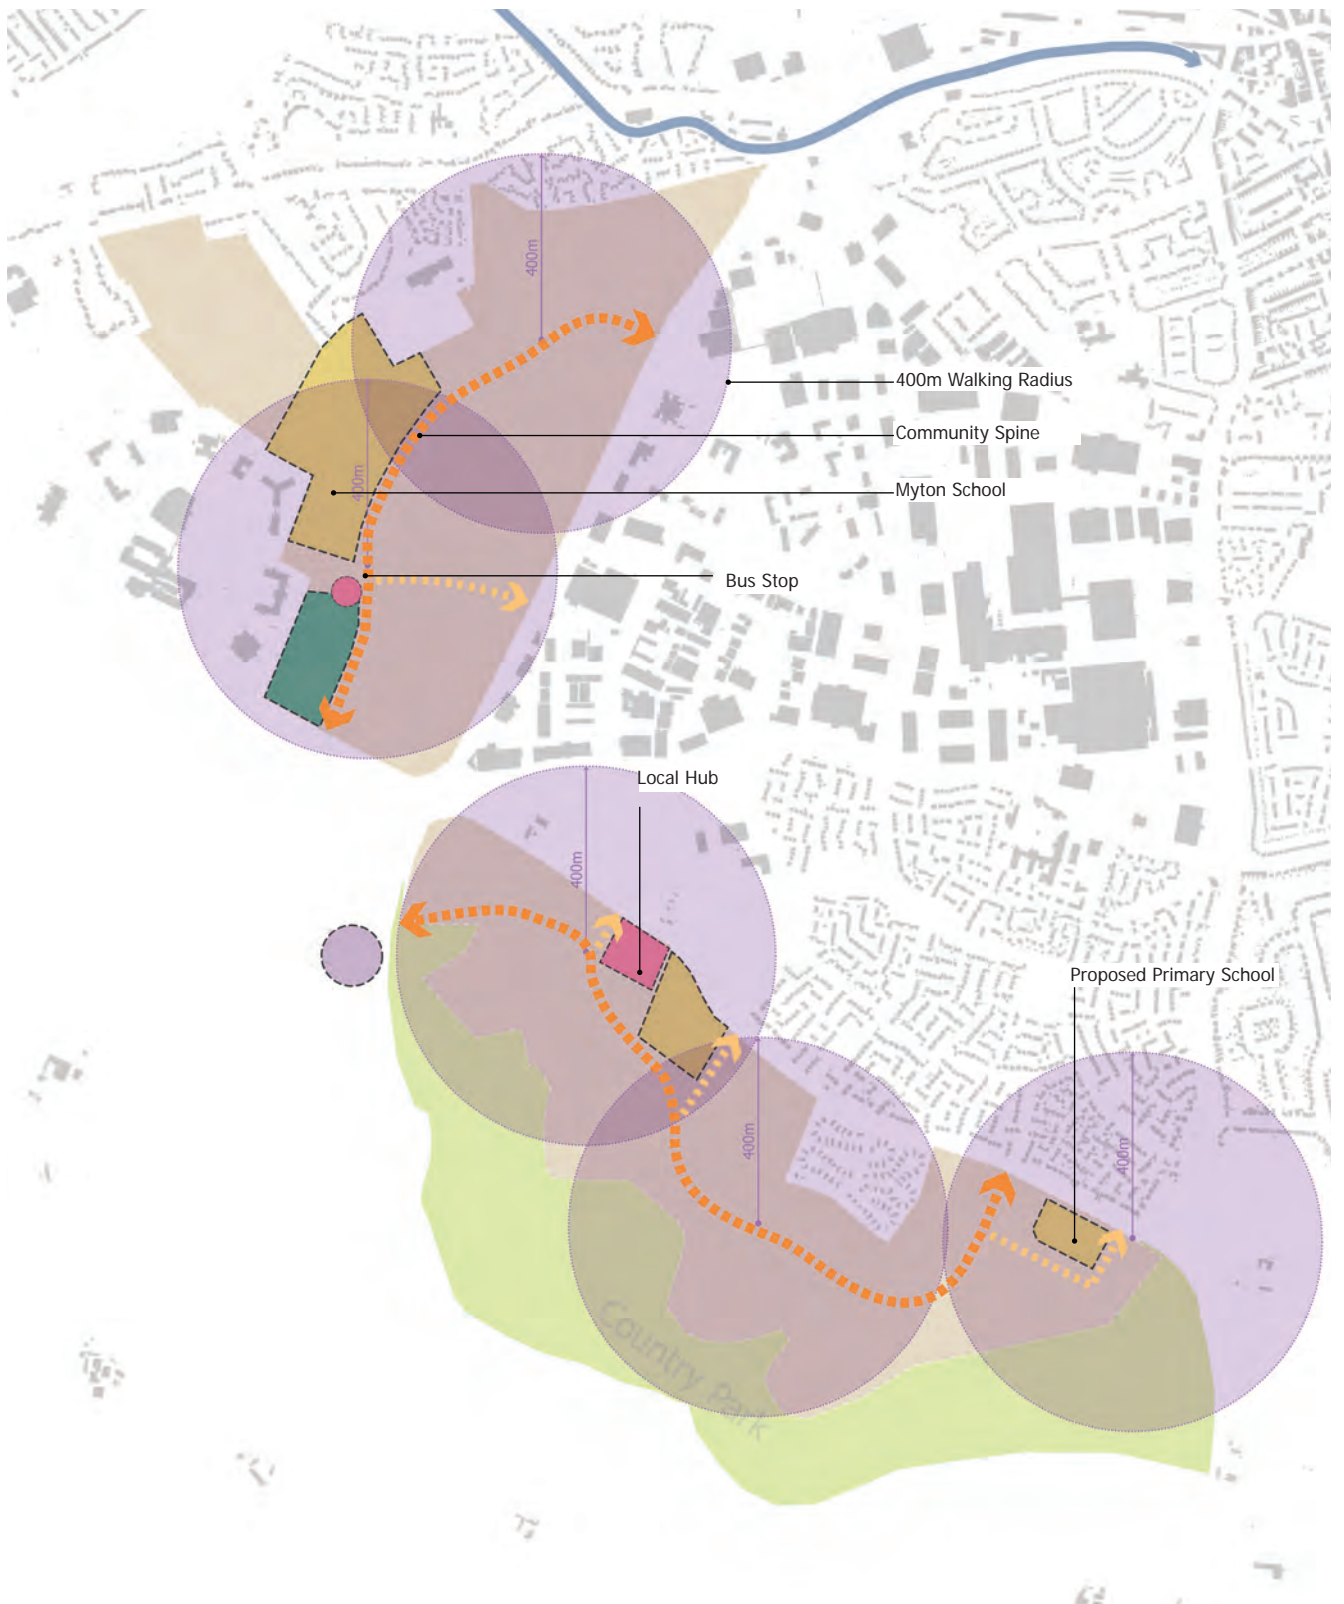 400m
400m Walking Radius
Community Spine
400m
Myton School
Bus Stop
Local Hub
400m
Proposed Primary School
400m
400m
Country Park